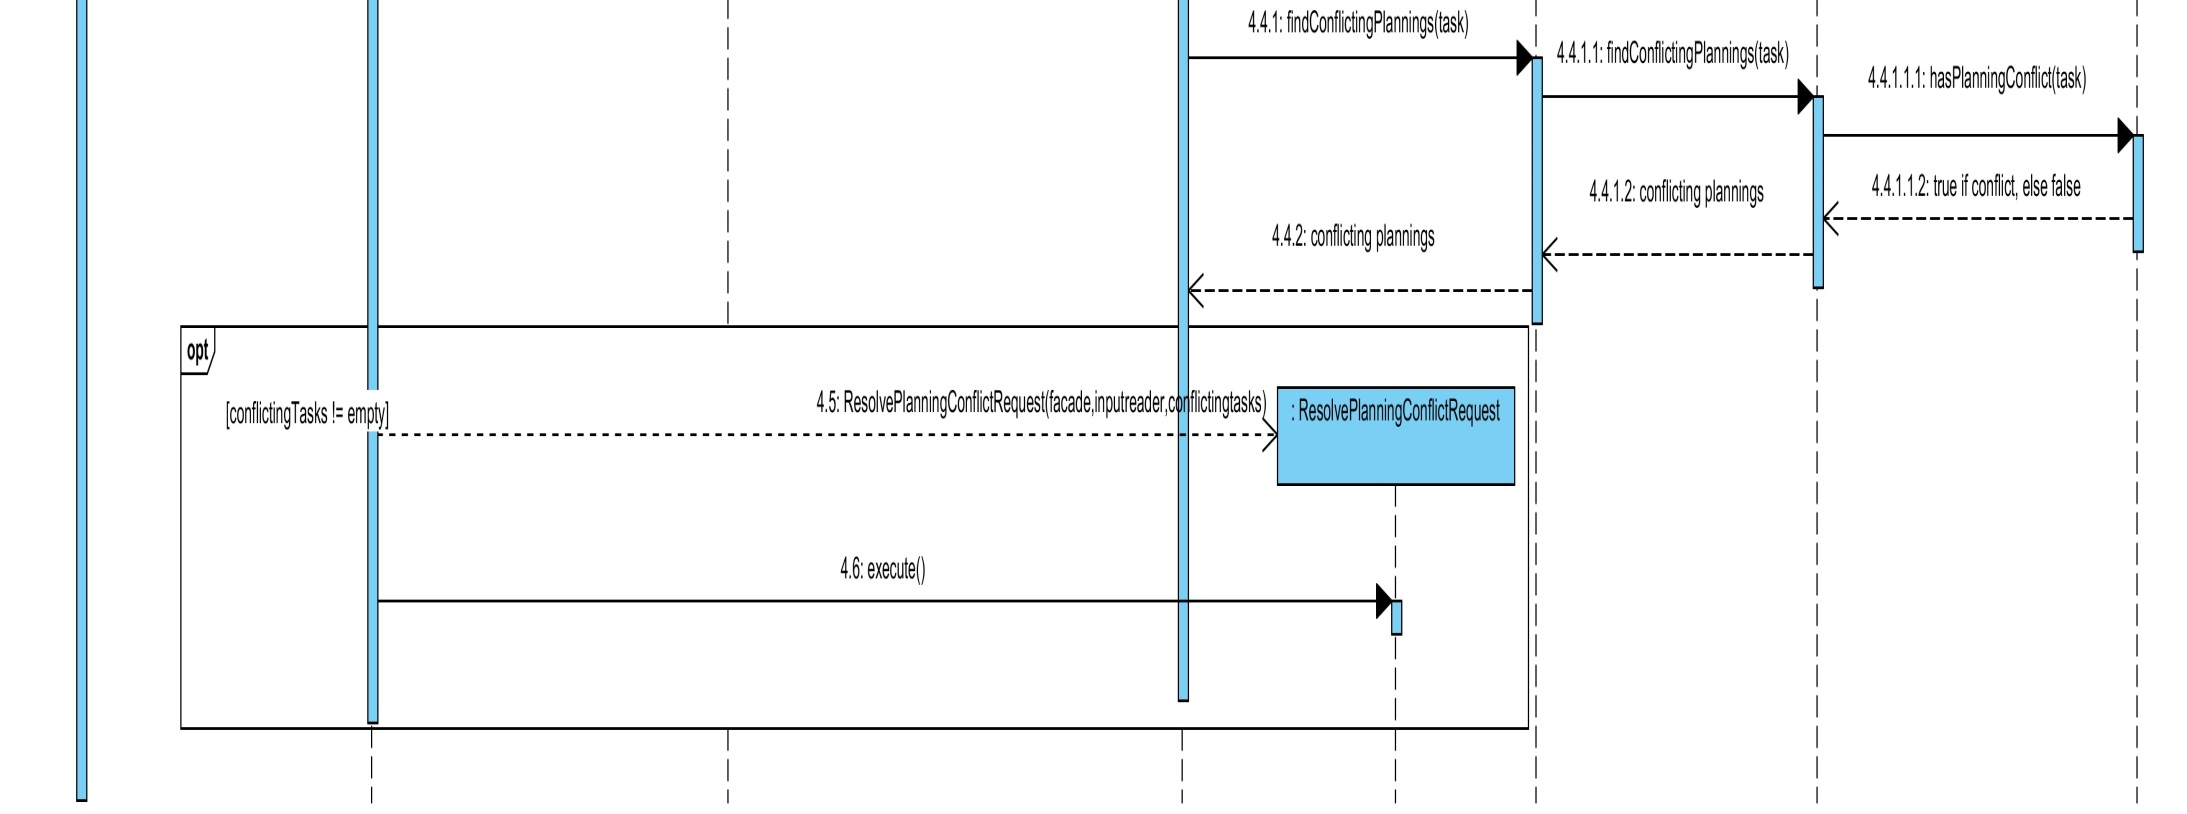 4.4.1: findConflictingPlannings(task)
4.4.1.1: findConflictingPlannings(task)
4.4.1.1.1: hasPlanningConflict(task)
4.4.1.1.2: true if conflict, else false
4.4.1.2: conflicting plannings
4.4.2: conflicting plannings
opt
[conflictingTasks != empty]
4.5: ResolvePlanningConflictRequest(facade,inputreader,conflictingtasks)
: ResolvePlanningConflictRequest
4.6: execute()